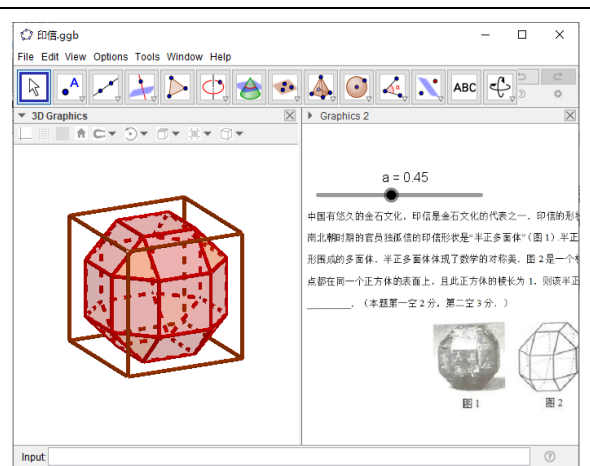 印信.ggb
File Edit View Options Tools Window Help
ABC
3D Graphics
Graphics 2
a = 0.45
中国有悠久的金石文化，印信是金石文化的代表之一．印信的形
南北朝时期的官员独孤信的印信形状是“半正多面体”(图 1)．半正
形围成的多面体．半正多面体体现了数学的对称美．图 2 是一个
点都在同一个正方体的表面上，且此正方体的棱长为 1．则该半正
________．（本题第一空 2 分，第二空 3 分．）
图 1
图 2
Input: